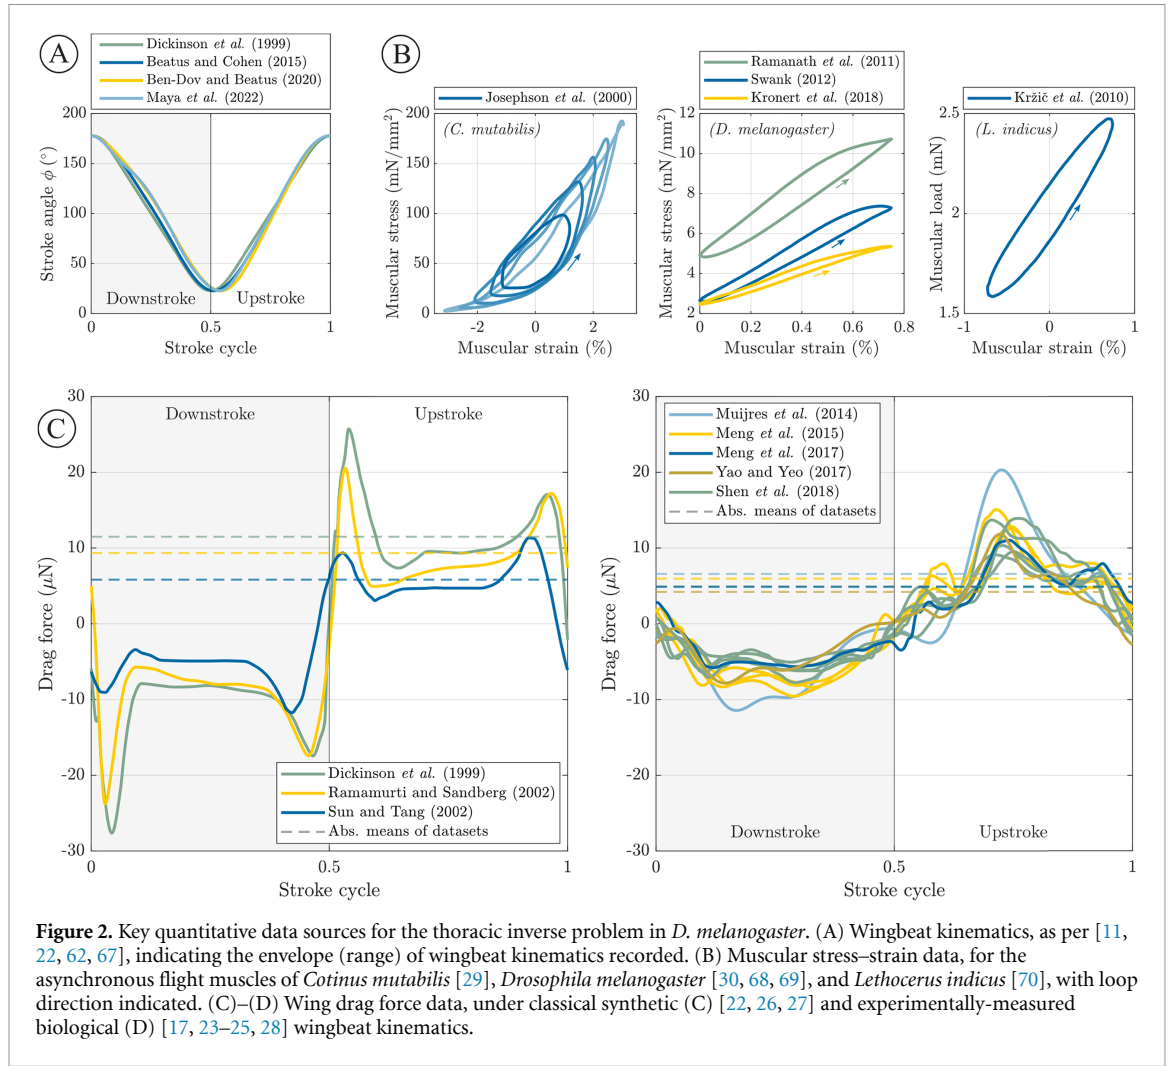 A
Dickinson et al. (1999)
Beatus and Cohen (2015)
Ben-Dov and Beatus (2020)
Maya et al. (2022)
Stroke angle ϕ (°)
200
150
100
50
0
Downstroke
Upstroke
0
0.5
1
Stroke cycle
B
Josephson et al. (2000)
(C. mutabilis)
Muscular stress (mN/mm²)
200
150
100
50
0
-2
0
2
Muscular strain (%)
Ramanath et al. (2011)
Swank (2012)
Kronert et al. (2018)
(D. melanogaster)
Muscular stress (mN/mm²)
12
10
8
6
4
2
0
0.2
0.4
0.6
0.8
Muscular strain (%)
Kržič et al. (2010)
(L. indicus)
Muscular load (mN)
2.5
2
1.5
-1
0
1
Muscular strain (%)
C
Drag force (μN)
30
20
10
0
-10
-20
-30
Downstroke
Upstroke
Dickinson et al. (1999)
Ramamurti and Sandberg (2002)
Sun and Tang (2002)
Abs. means of datasets
0
0.5
1
Stroke cycle
Drag force (μN)
30
20
10
0
-10
-20
-30
Muijres et al. (2014)
Meng et al. (2015)
Meng et al. (2017)
Yao and Yeo (2017)
Shen et al. (2018)
Abs. means of datasets
Downstroke
Upstroke
0
0.5
1
Stroke cycle
Figure 2. Key quantitative data sources for the thoracic inverse problem in D. melanogaster. (A) Wingbeat kinematics, as per [11,
22, 62, 67], indicating the envelope (range) of wingbeat kinematics recorded. (B) Muscular stress–strain data, for the
asynchronous flight muscles of Cotinus mutabilis [29], Drosophila melanogaster [30, 68, 69], and Lethocerus indicus [70], with loop
direction indicated. (C)–(D) Wing drag force data, under classical synthetic (C) [22, 26, 27] and experimentally-measured
biological (D) [17, 23–25, 28] wingbeat kinematics.